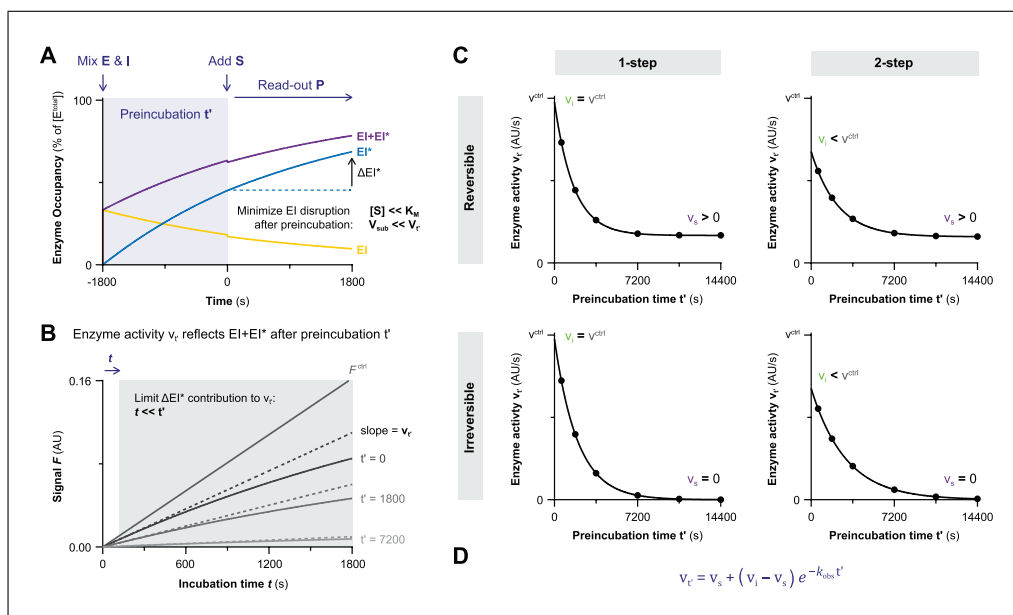 A
Mix E & I
Add S
Read-out P
Preincubation t'
100
0
Enzyme Occupancy (% of [E^total])
EI+EI*
EI*
ΔEI*
EI
Minimize EI disruption
after preincubation:
[S] << K_M
V_sub << V_t'
-1800
0
1800
Time (s)
B
Enzyme activity v_t' reflects EI+EI* after preincubation t'
t
0.16
0.00
Signal F (AU)
F^ctrl
Limit ΔEI* contribution to v_t':
t << t'
slope = v_t'
t' = 0
t' = 1800
t' = 7200
0
600
1200
1800
Incubation time t (s)
C
1-step
2-step
Reversible
v^ctrl
v_i = v^ctrl
v_s > 0
0
Enzyme activty v_t' (AU/s)
0
7200
14400
Preincubation time t' (s)
v^ctrl
v_i < v^ctrl
v_s > 0
0
Enzyme activty v_t' (AU/s)
0
7200
14400
Preincubation time t' (s)
Irreversible
v^ctrl
v_i = v^ctrl
v_s = 0
0
Enzyme activty v_t' (AU/s)
0
7200
14400
Preincubation time t' (s)
v^ctrl
v_i < v^ctrl
v_s = 0
0
Enzyme activty v_t' (AU/s)
0
7200
14400
Preincubation time t' (s)
D
v_t' = v_s + (v_i − v_s) e^−k_obs t'